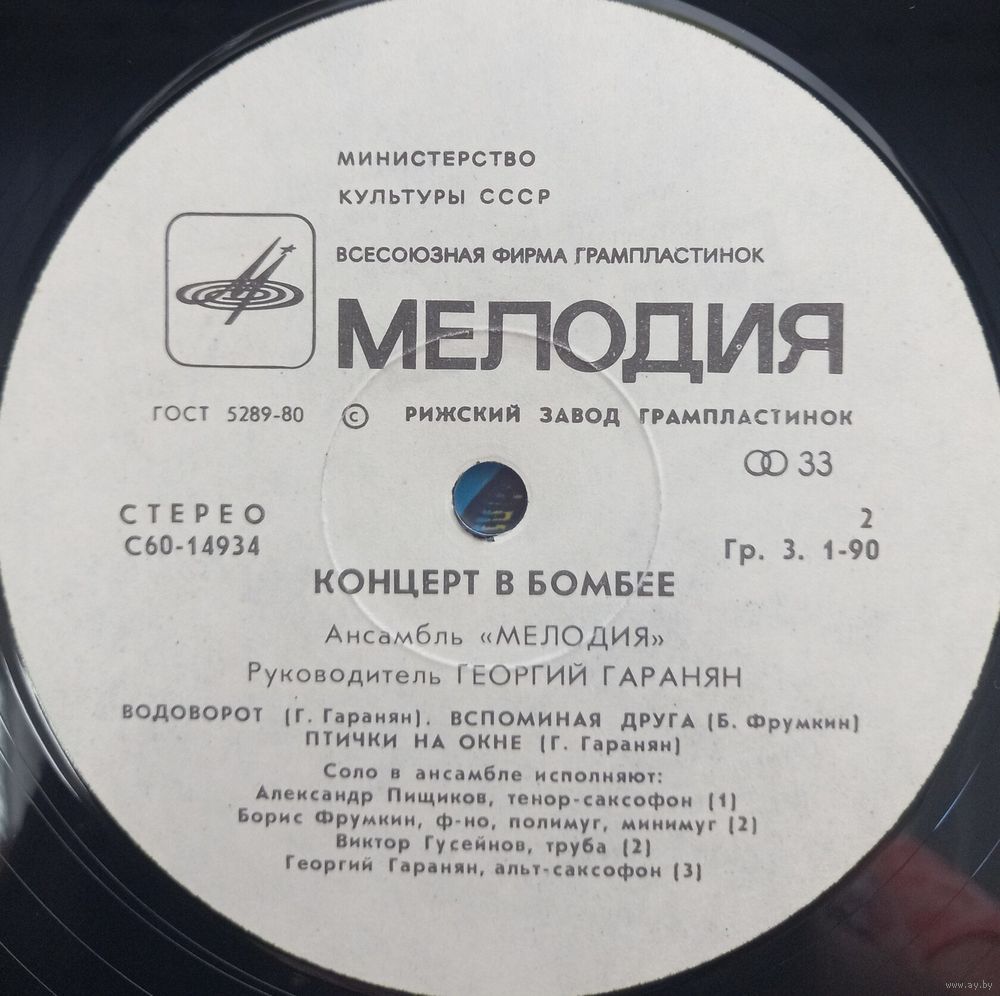 МИНИСТЕРСТВО
КУЛЬТУРЫ СССР
ВСЕСОЮЗНАЯ ФИРМА ГРАМПЛАСТИНОК
МЕЛОДИЯ
ГОСТ 5289-80 © РИЖСКИЙ ЗАВОД ГРАМПЛАСТИНОК
33
СТЕРЕО
2
С60-14934
Гр. 3. 1-90
КОНЦЕРТ В БОМБЕЕ
Ансамбль «МЕЛОДИЯ»
Руководитель ГЕОРГИЙ ГАРАНЯН
ВОДОВОРОТ (Г. Гаранян). ВСПОМИНАЯ ДРУГА (Б. Фрумкин)
ПТИЧКИ НА ОКНЕ (Г. Гаранян)
Соло в ансамбле исполняют:
Александр Пищиков, тенор-саксофон (1)
Борис Фрумкин, ф-но, полимуг, минимуг (2)
Виктор Гусейнов, труба (2)
Георгий Гаранян, альт-саксофон (3)
www.ay.by